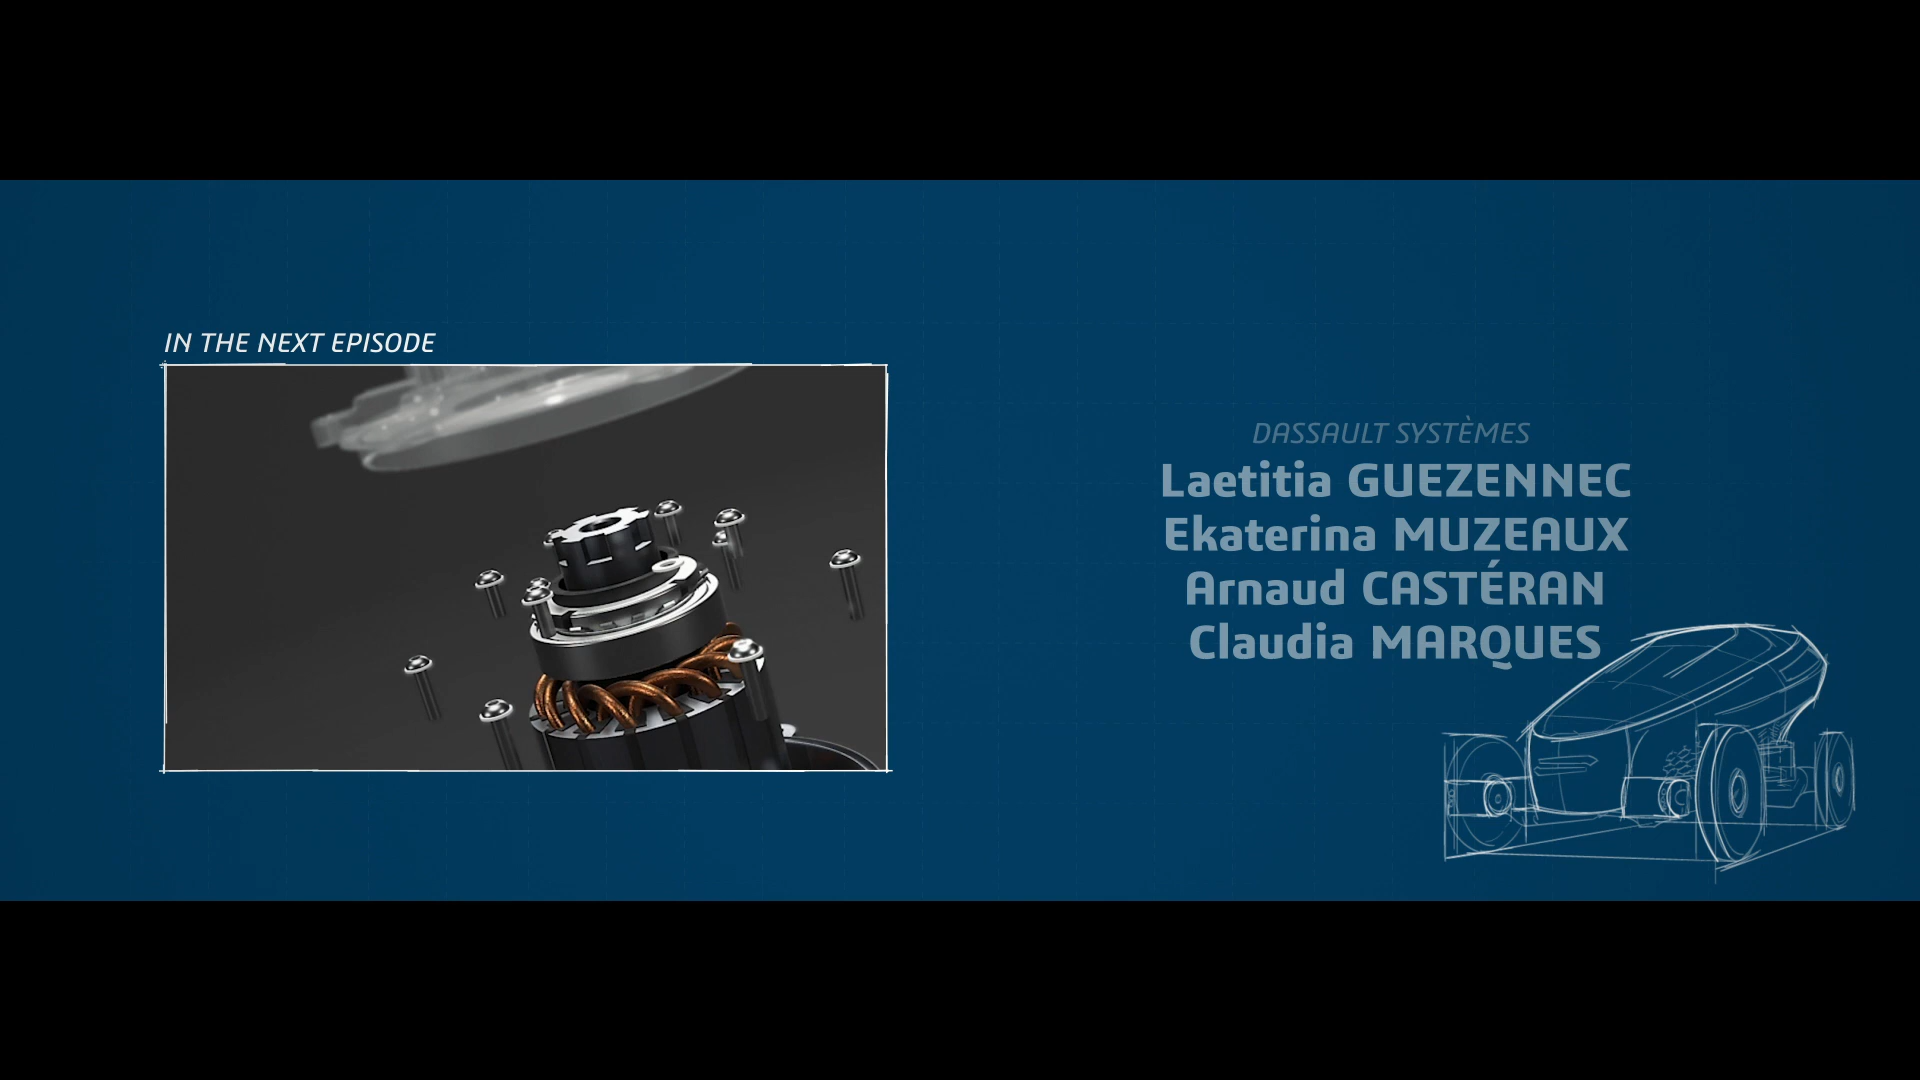 IN THE NEXT EPISODE
DASSAULT SYSTÈMES
Laetitia GUEZENNEC
Ekaterina MUZEAUX
Arnaud CASTÉRAN
Claudia MARQUES